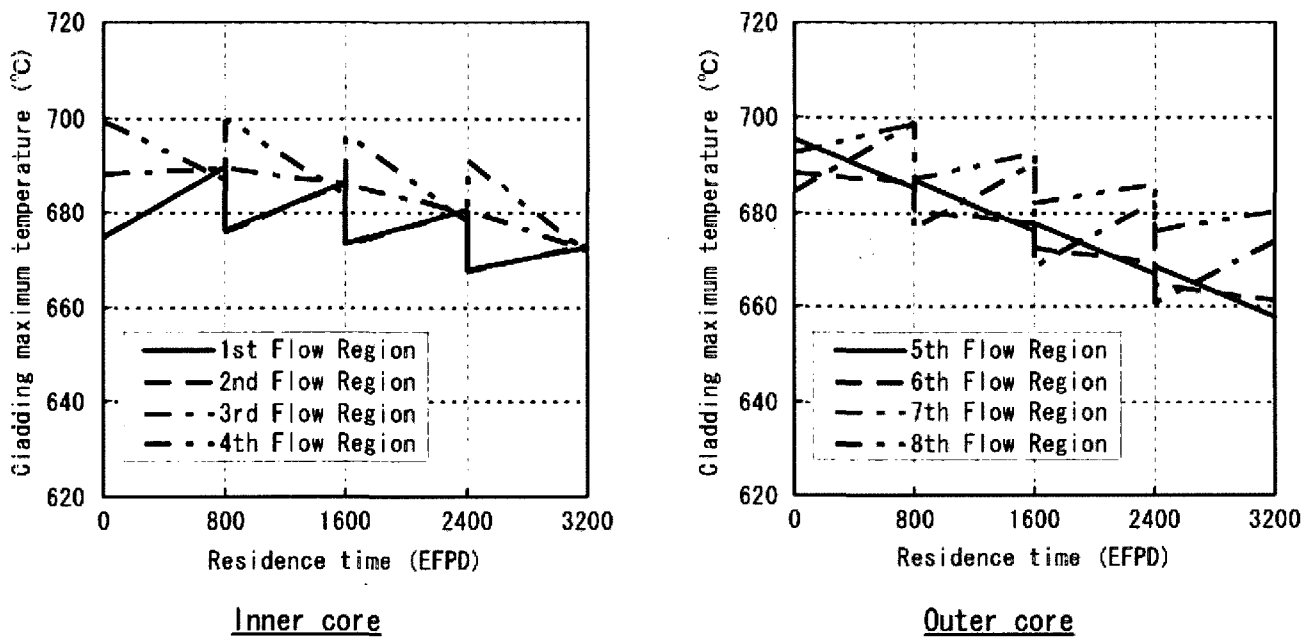 720
700
680
660
640
620
Cladding maximum temperature (°C)
1st Flow Region
2nd Flow Region
3rd Flow Region
4th Flow Region
0 800 1600 2400 3200
Residence time (EFPD)
Inner core
720
700
680
660
640
620
Cladding maximum temperature (°C)
5th Flow Region
6th Flow Region
7th Flow Region
8th Flow Region
0 800 1600 2400 3200
Residence time (EFPD)
Outer core